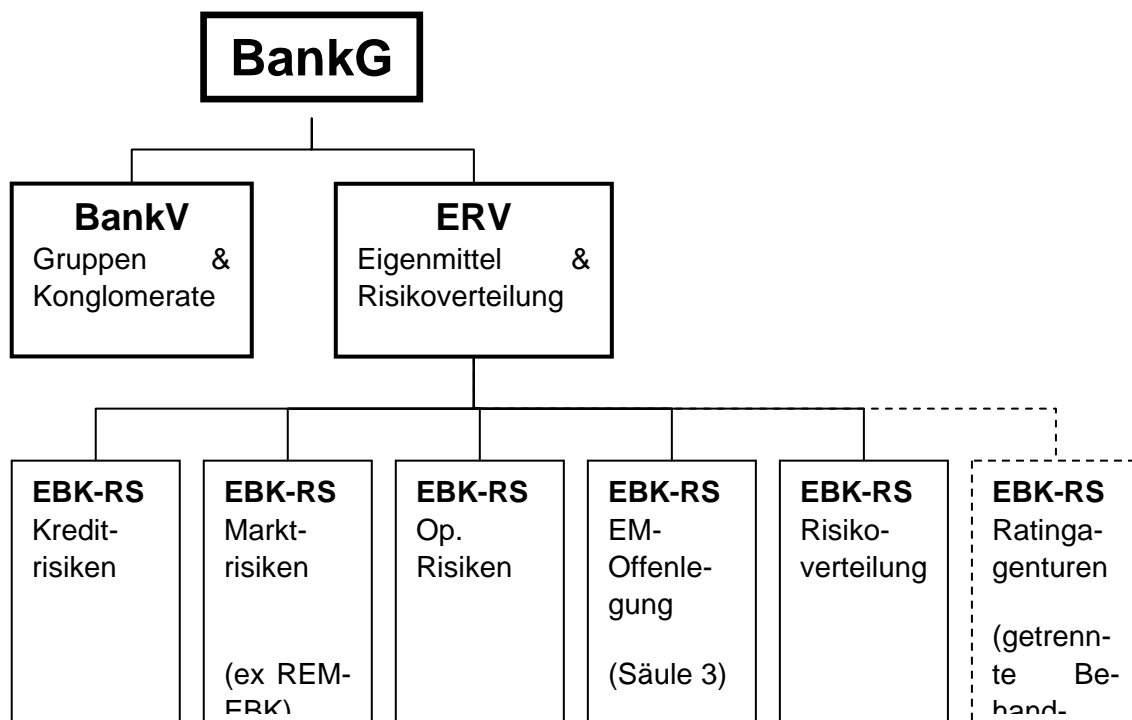 BankG
BankV
Gruppen &
Konglomerate
ERV
Eigenmittel &
Risikoverteilung
EBK-RS
Kredit-
risiken
EBK-RS
Markt-
risiken
(ex REM-
EBK)
EBK-RS
Op.
Risiken
EBK-RS
EM-
Offenle-
gung
(Säule 3)
EBK-RS
Risiko-
verteilung
EBK-RS
Ratinga-
genturen
(getrenn-
te Be-
hand-